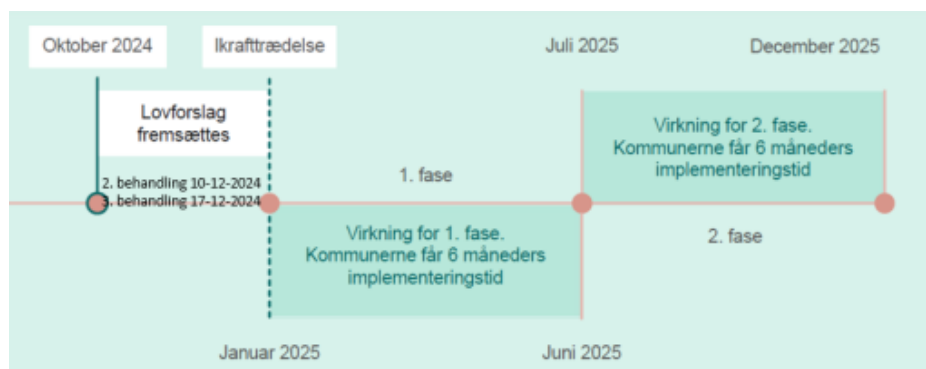 Oktober 2024
Ikrafttrædelse
Juli 2025
December 2025
Lovforslag
fremsættes
Virkning for 2. fase.
Kommunerne får 6 måneders
implementeringstid
1. fase
2. behandling 10-12-2024
3. behandling 17-12-2024
Virkning for 1. fase.
Kommunerne får 6 måneders
implementeringstid
2. fase
Januar 2025
Juni 2025